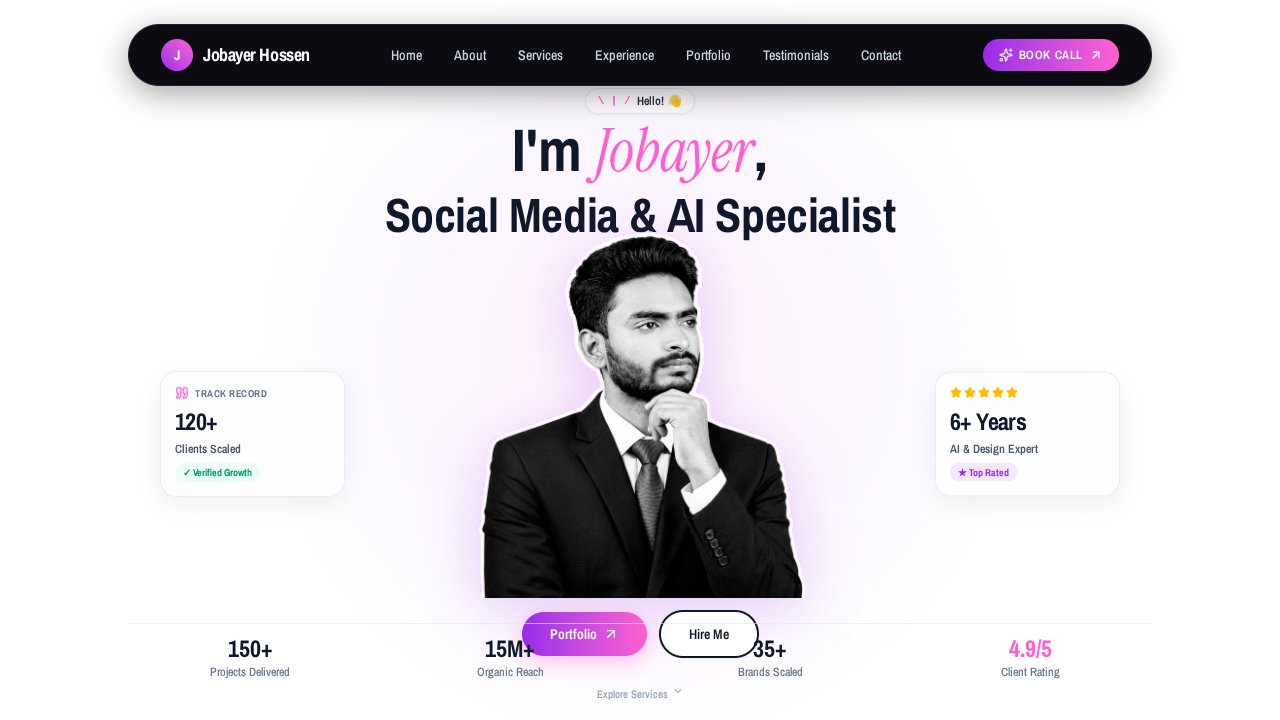 J
Jobayer Hossen
Home
About
Services
Experience
Portfolio
Testimonials
Contact
BOOK CALL
\ | / Hello! 👋
I'm Jobayer,
Social Media & AI Specialist
TRACK RECORD
120+
Clients Scaled
✓ Verified Growth
6+ Years
AI & Design Expert
★ Top Rated
Portfolio
Hire Me
150+
Projects Delivered
15M+
Organic Reach
35+
Brands Scaled
4.9/5
Client Rating
Explore Services